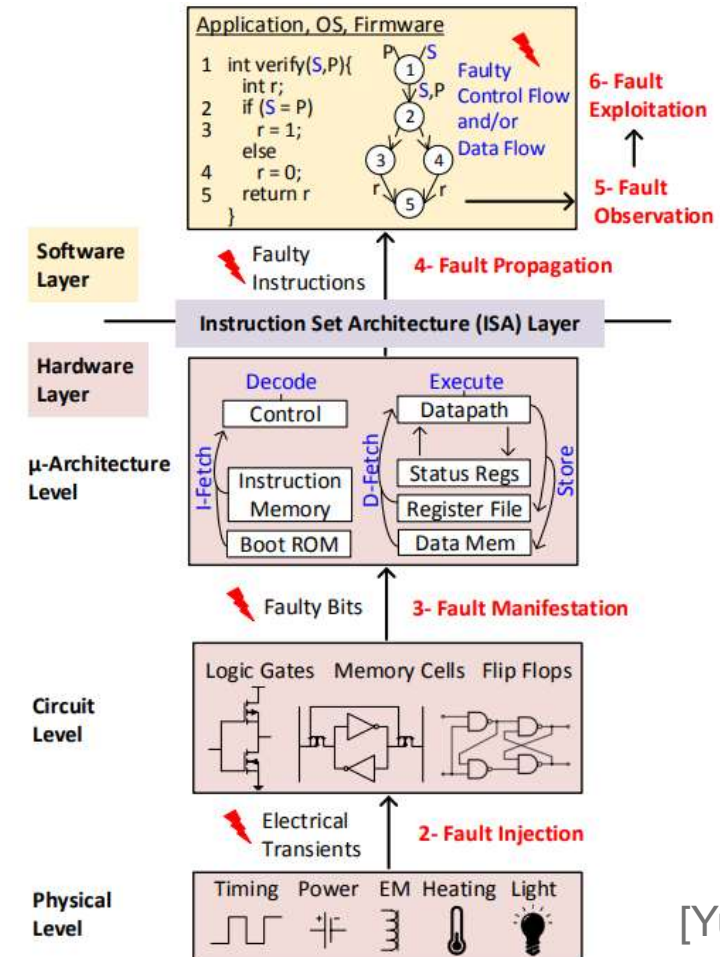 Application, OS, Firmware
1 int verify(S,P){
int r;
2 if (S = P)
3 r = 1;
else
4 r = 0;
5 return r
}
P S
1
S,P
2
3 4
r r
5
Faulty
Control Flow
and/or
Data Flow
6- Fault
Exploitation
5- Fault
Observation
Software
Layer
Faulty
Instructions
4- Fault Propagation
Instruction Set Architecture (ISA) Layer
Hardware
Layer
µ-Architecture
Level
Decode
Control
I-Fetch
Instruction
Memory
Boot ROM
Execute
Datapath
D-Fetch
Status Regs
Register File
Data Mem
Store
Faulty Bits
3- Fault Manifestation
Circuit
Level
Logic Gates Memory Cells Flip Flops
Electrical
Transients
2- Fault Injection
Physical
Level
Timing Power EM Heating Light
+ -